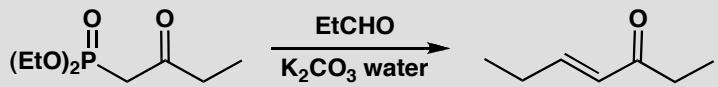 O O
(EtO)₂P
EtCHO
K₂CO₃ water
O